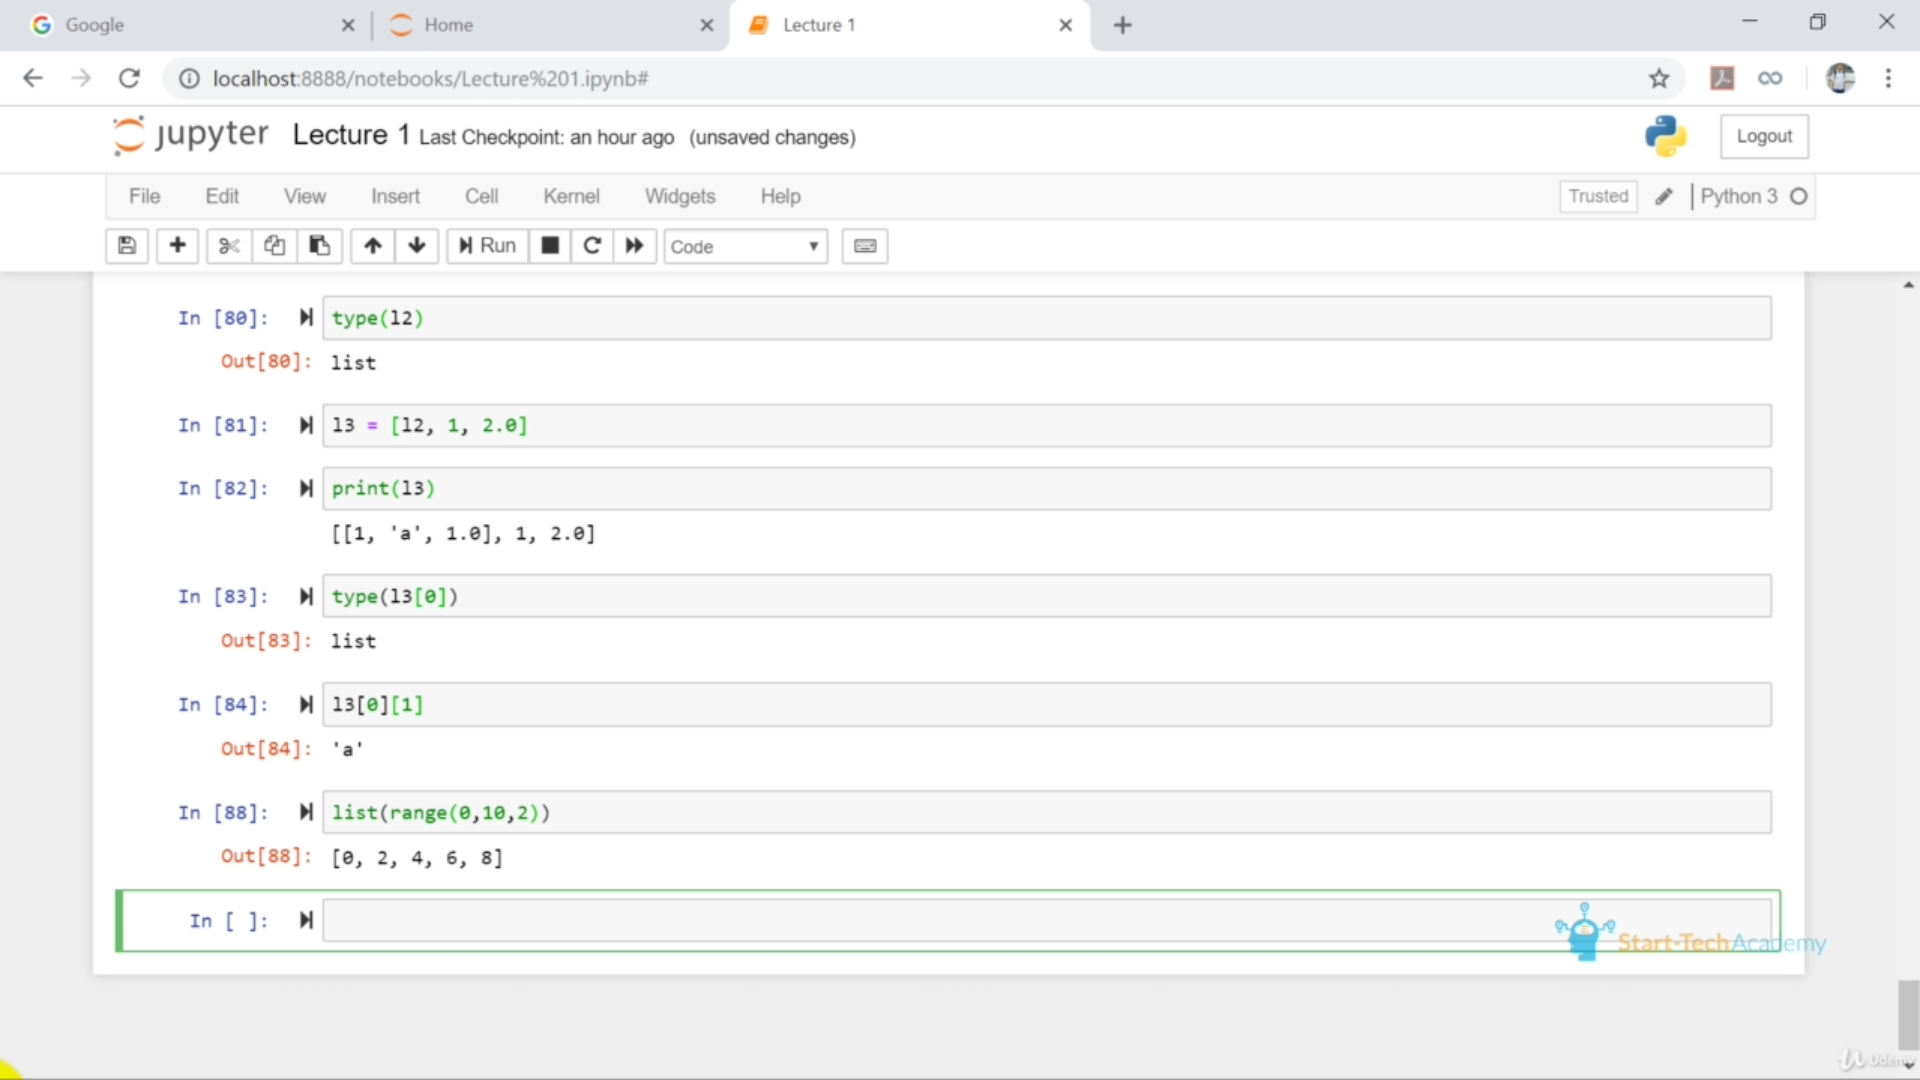 Google
Home
Lecture 1
localhost:8888/notebooks/Lecture%201.ipynb#
jupyter Lecture 1 Last Checkpoint: an hour ago (unsaved changes)
Logout
File Edit View Insert Cell Kernel Widgets Help
Trusted Python 3
Run Code
In [80]: type(l2)
Out[80]: list
In [81]: l3 = [l2, 1, 2.0]
In [82]: print(l3)
[[1, 'a', 1.0], 1, 2.0]
In [83]: type(l3[0])
Out[83]: list
In [84]: l3[0][1]
Out[84]: 'a'
In [88]: list(range(0,10,2))
Out[88]: [0, 2, 4, 6, 8]
In [ ]:
Start-Tech Academy
Udemy